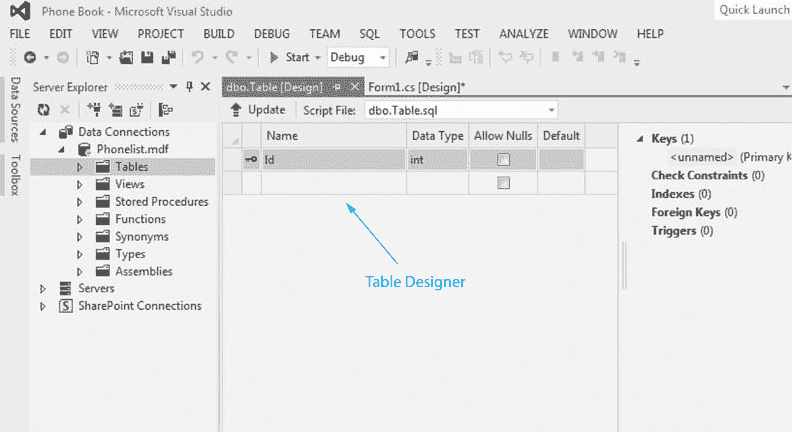 Phone Book - Microsoft Visual Studio
Quick Launch
FILE EDIT VIEW PROJECT BUILD DEBUG TEAM SQL TOOLS TEST ANALYZE WINDOW HELP
Start Debug
Data Sources
Toolbox
Server Explorer
Data Connections
Phonelist.mdf
Tables
Views
Stored Procedures
Functions
Synonyms
Types
Assemblies
Servers
SharePoint Connections
dbo.Table [Design] Form1.cs [Design]*
Update Script File: dbo.Table.sql
Name Data Type Allow Nulls Default
Id int
Table Designer
Keys (1)
<unnamed> (Primary K
Check Constraints (0)
Indexes (0)
Foreign Keys (0)
Triggers (0)